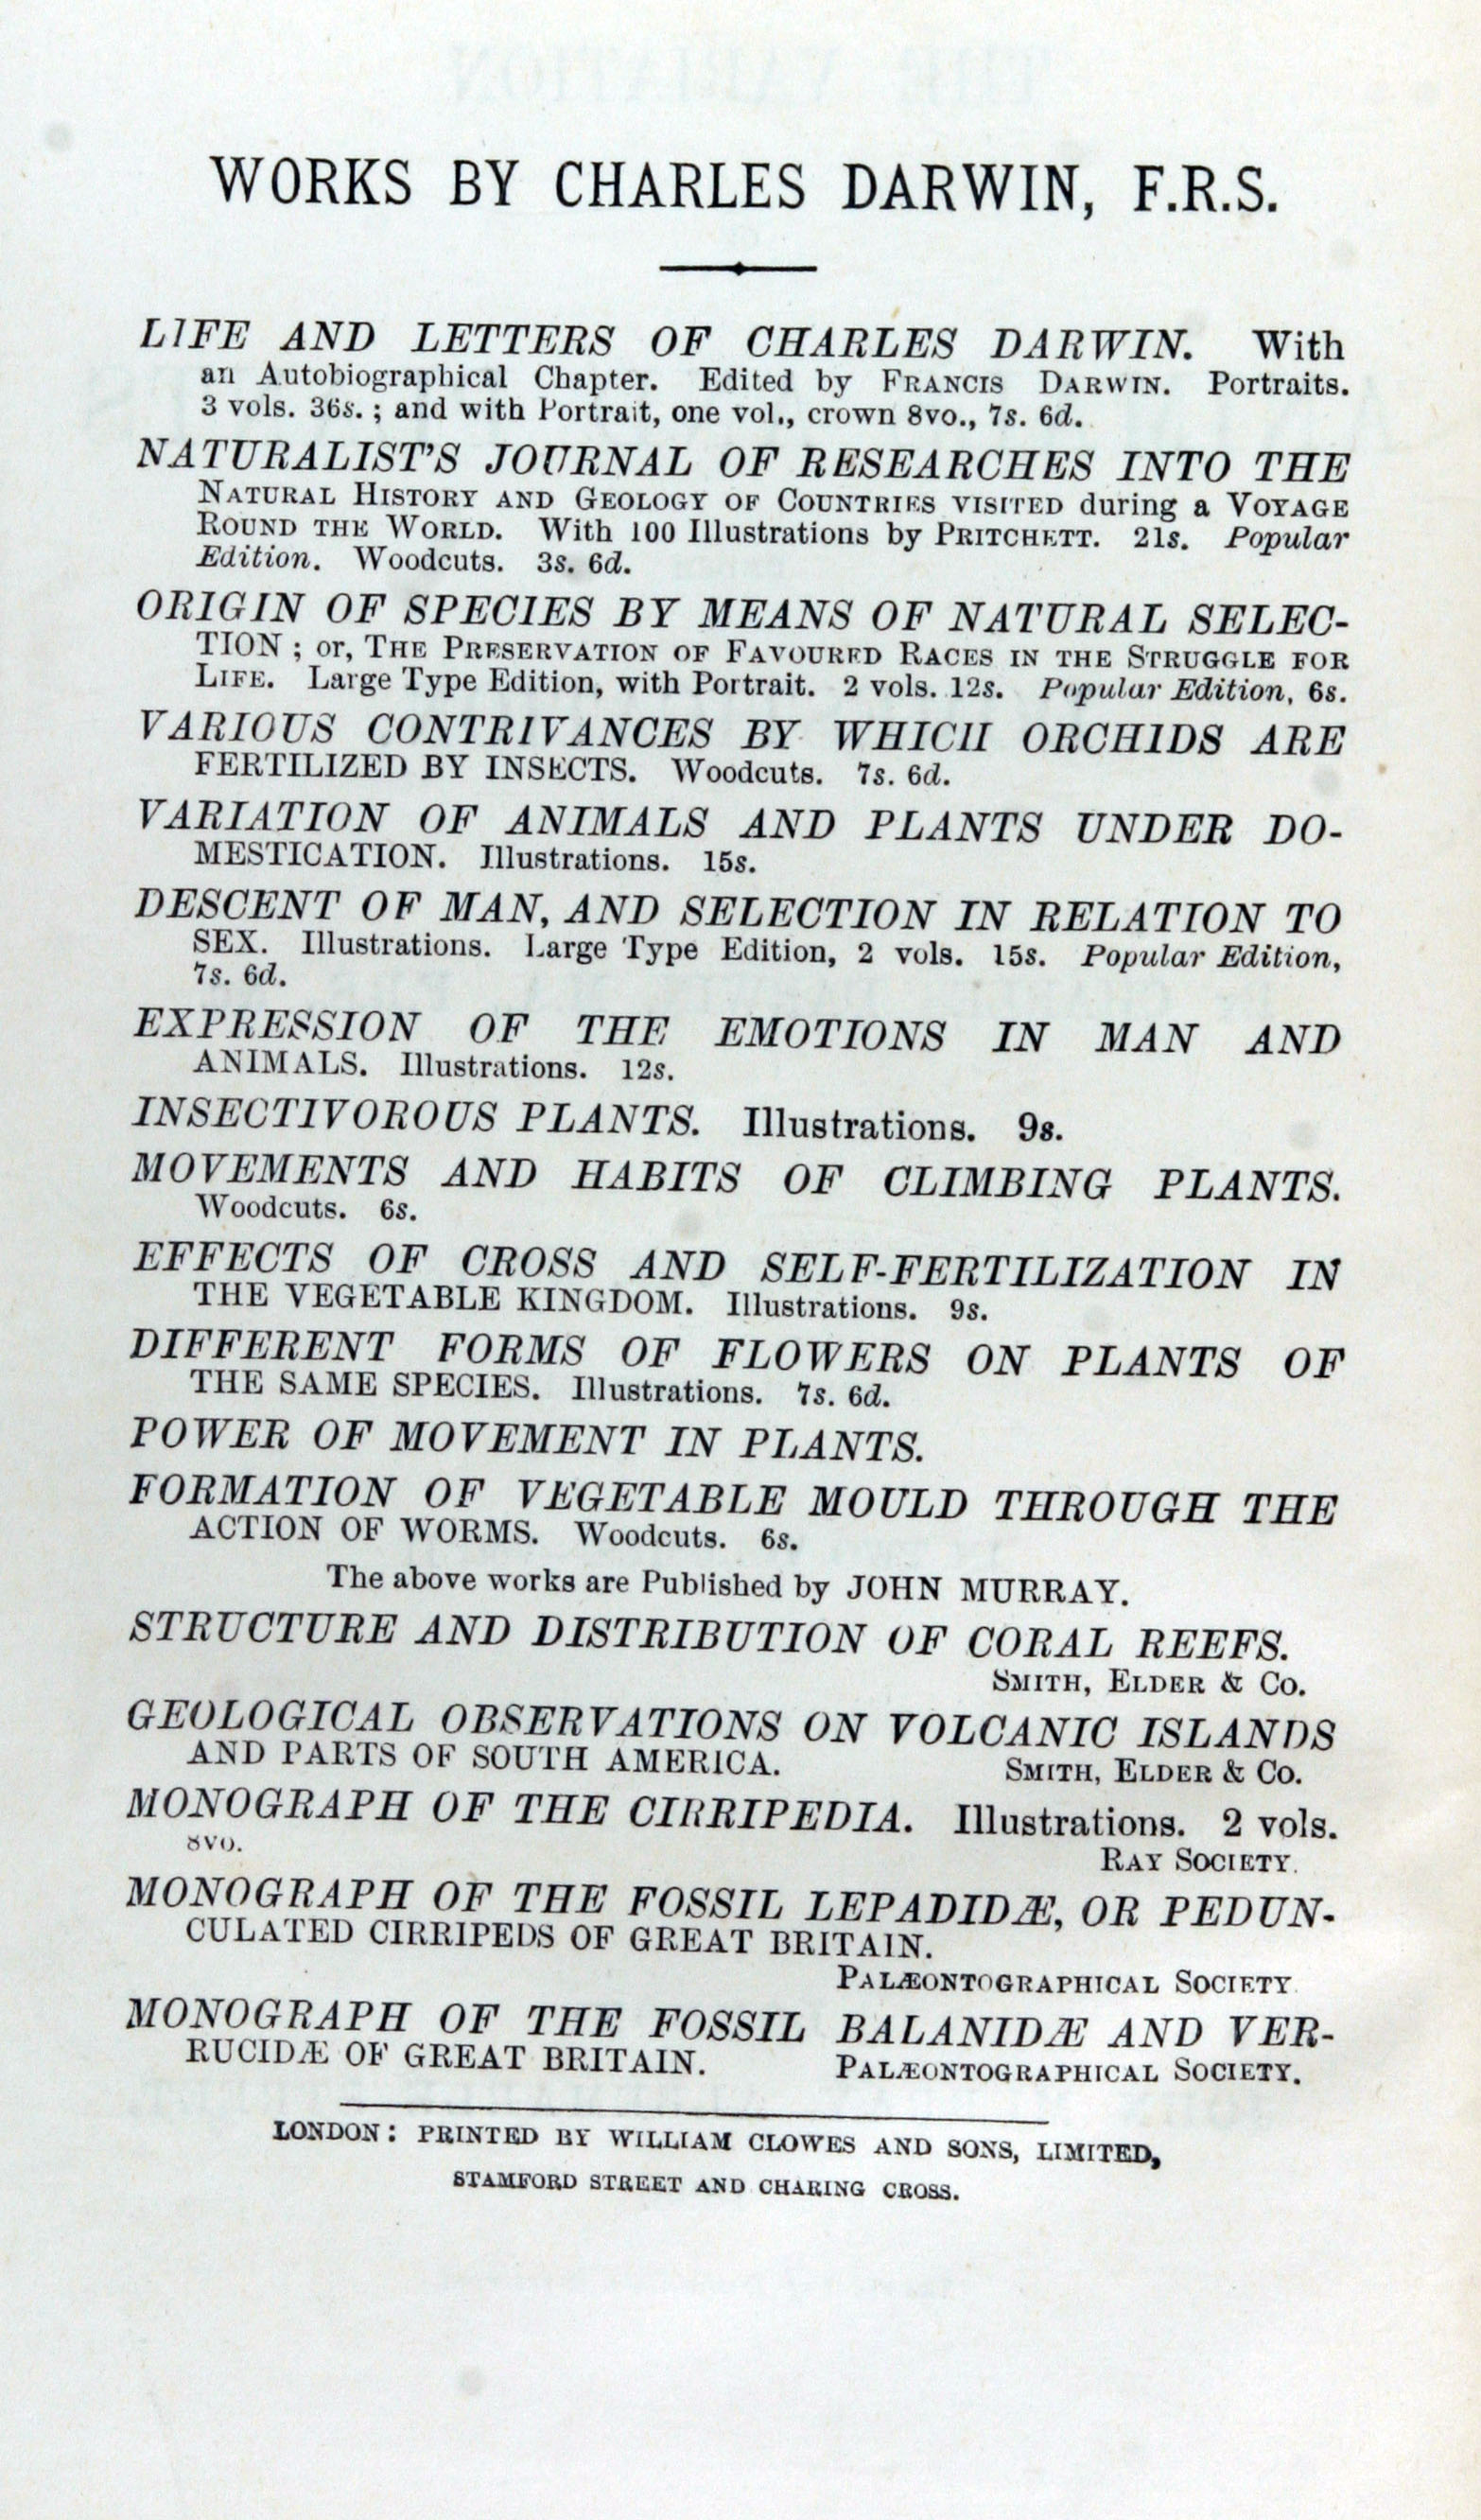 WORKS BY CHARLES DARWIN, F.R.S.
LIFE AND LETTERS OF CHARLES DARWIN. With
an Autobiographical Chapter. Edited by FRANCIS DARWIN. Portraits.
3 vols. 36s.; and with Portrait, one vol., crown 8vo., 7s. 6d.
NATURALIST'S JOURNAL OF RESEARCHES INTO THE
NATURAL HISTORY AND GEOLOGY OF COUNTRIES VISITED during a VOYAGE
ROUND THE WORLD. With 100 Illustrations by PRITCHETT. 21s. Popular
Edition. Woodcuts. 3s. 6d.
ORIGIN OF SPECIES BY MEANS OF NATURAL SELEC-
TION; or, THE PRESERVATION OF FAVOURED RACES IN THE STRUGGLE FOR
LIFE. Large Type Edition, with Portrait. 2 vols. 12s. Popular Edition, 6s.
VARIOUS CONTRIVANCES BY WHICH ORCHIDS ARE
FERTILIZED BY INSECTS. Woodcuts. 7s. 6d.
VARIATION OF ANIMALS AND PLANTS UNDER DO-
MESTICATION. Illustrations. 15s.
DESCENT OF MAN, AND SELECTION IN RELATION TO
SEX. Illustrations. Large Type Edition, 2 vols. 15s. Popular Edition,
7s. 6d.
EXPRESSION OF THE EMOTIONS IN MAN AND
ANIMALS. Illustrations. 12s.
INSECTIVOROUS PLANTS. Illustrations. 9s.
MOVEMENTS AND HABITS OF CLIMBING PLANTS.
Woodcuts. 6s.
EFFECTS OF CROSS AND SELF-FERTILIZATION IN
THE VEGETABLE KINGDOM. Illustrations. 9s.
DIFFERENT FORMS OF FLOWERS ON PLANTS OF
THE SAME SPECIES. Illustrations. 7s. 6d.
POWER OF MOVEMENT IN PLANTS.
FORMATION OF VEGETABLE MOULD THROUGH THE
ACTION OF WORMS. Woodcuts. 6s.
The above works are Published by JOHN MURRAY.
STRUCTURE AND DISTRIBUTION OF CORAL REEFS.
SMITH, ELDER & CO.
GEOLOGICAL OBSERVATIONS ON VOLCANIC ISLANDS
AND PARTS OF SOUTH AMERICA. SMITH, ELDER & CO.
MONOGRAPH OF THE CIRRIPEDIA. Illustrations. 2 vols.
8vo. RAY SOCIETY.
MONOGRAPH OF THE FOSSIL LEPADIDÆ, OR PEDUN-
CULATED CIRRIPEDS OF GREAT BRITAIN.
PALÆONTOGRAPHICAL SOCIETY.
MONOGRAPH OF THE FOSSIL BALANIDÆ AND VER-
RUCIDÆ OF GREAT BRITAIN. PALÆONTOGRAPHICAL SOCIETY.
LONDON: PRINTED BY WILLIAM CLOWES AND SONS, LIMITED,
STAMFORD STREET AND CHARING CROSS.